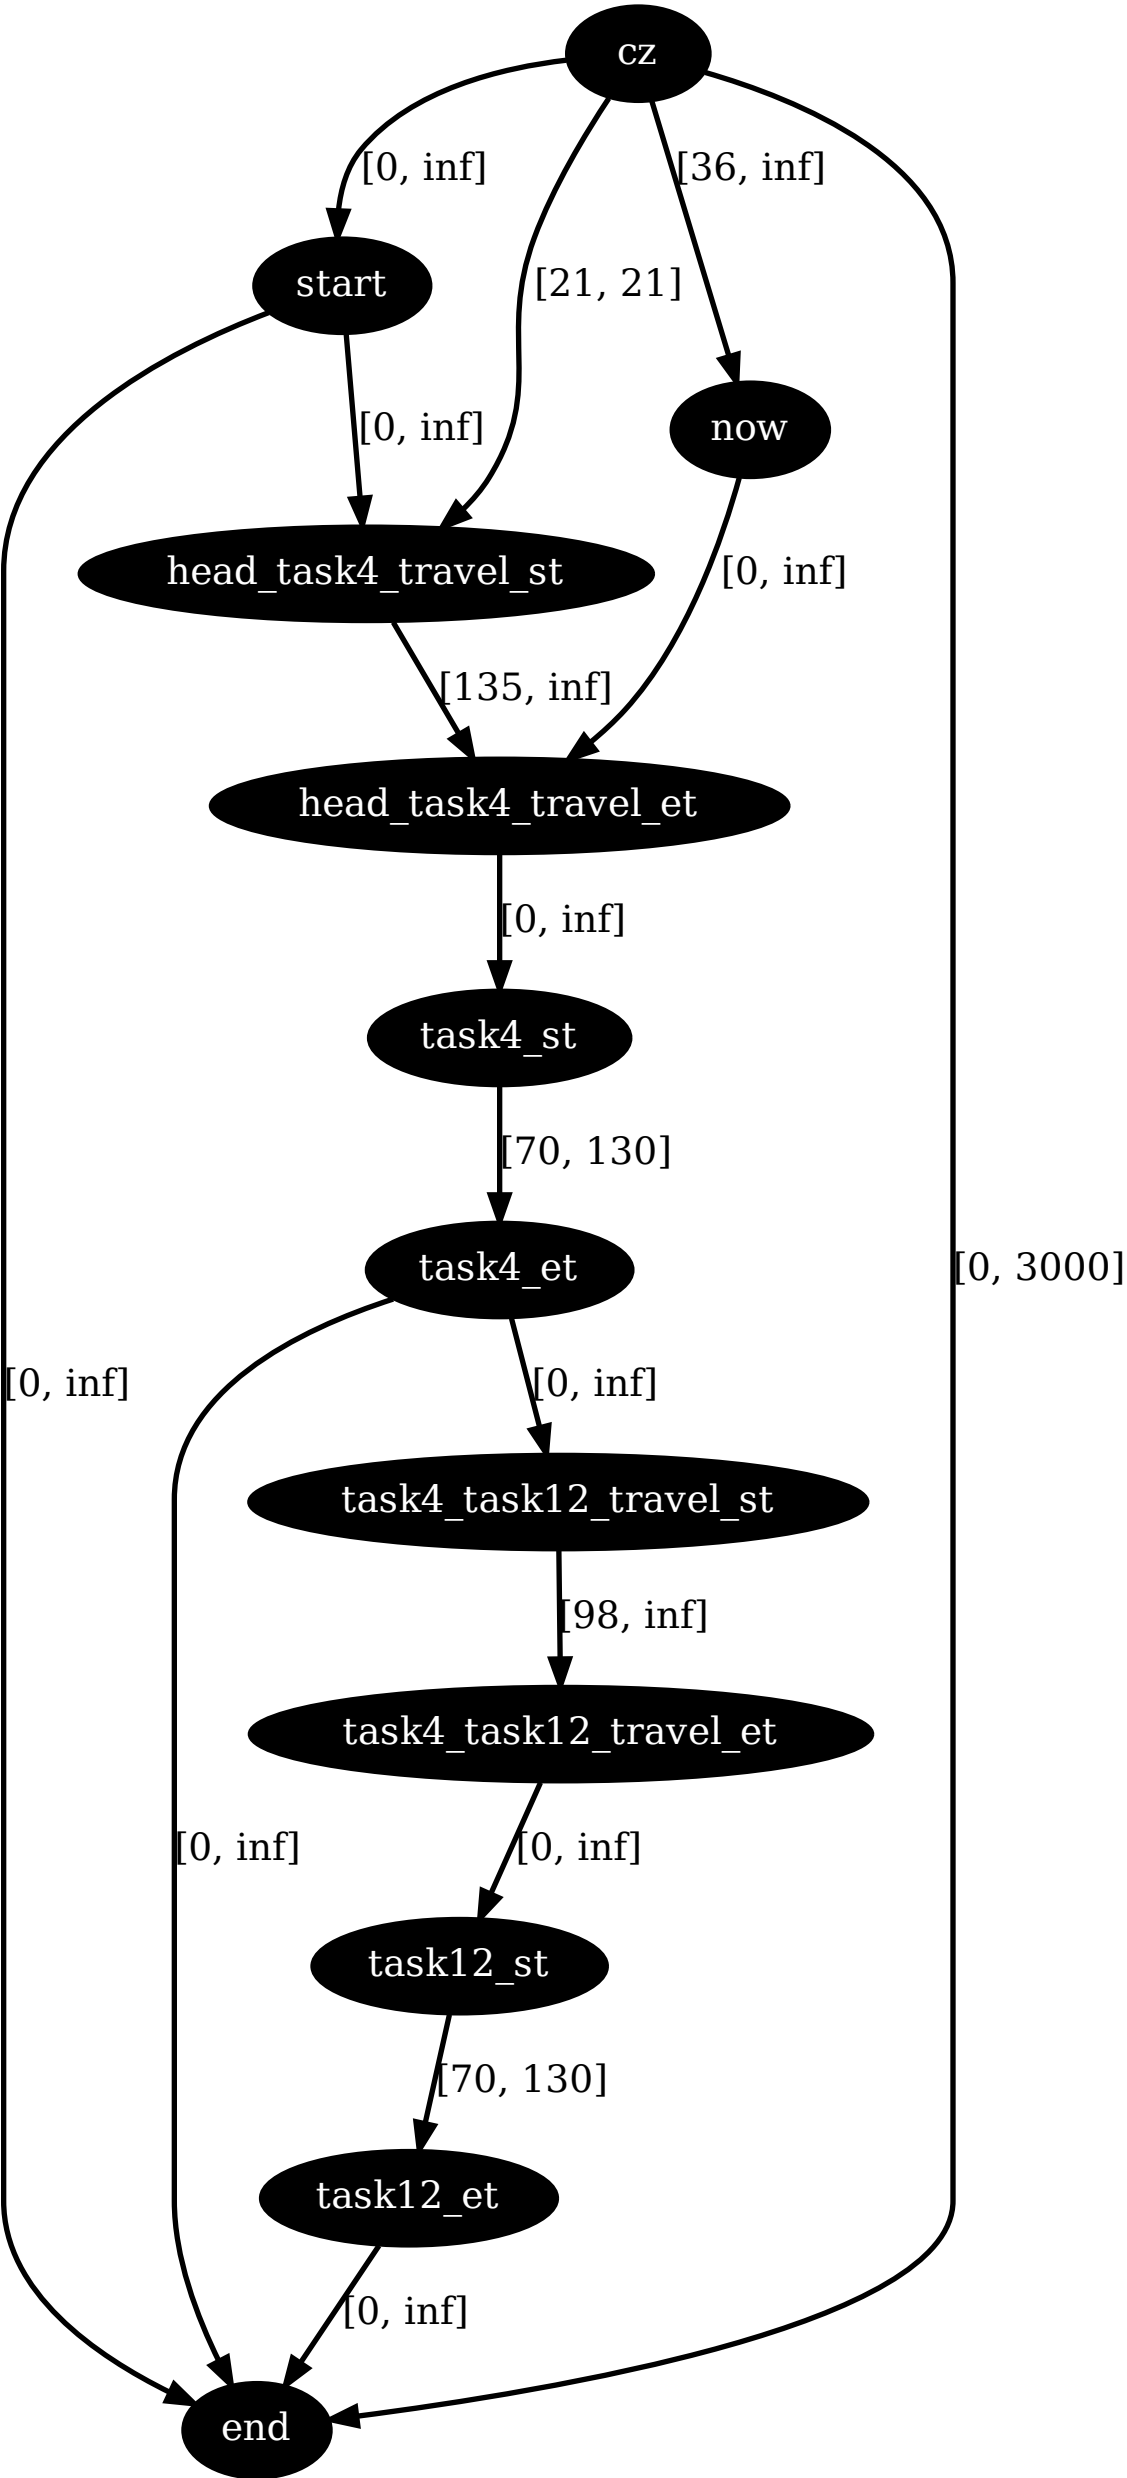 cz
[0, inf]
[36, inf]
start
[21, 21]
now
[0, inf]
head_task4_travel_st
[0, inf]
[135, inf]
head_task4_travel_et
[0, inf]
task4_st
[70, 130]
task4_et
[0, 3000]
[0, inf]
[0, inf]
task4_task12_travel_st
[98, inf]
task4_task12_travel_et
[0, inf]
[0, inf]
task12_st
[70, 130]
task12_et
[0, inf]
end